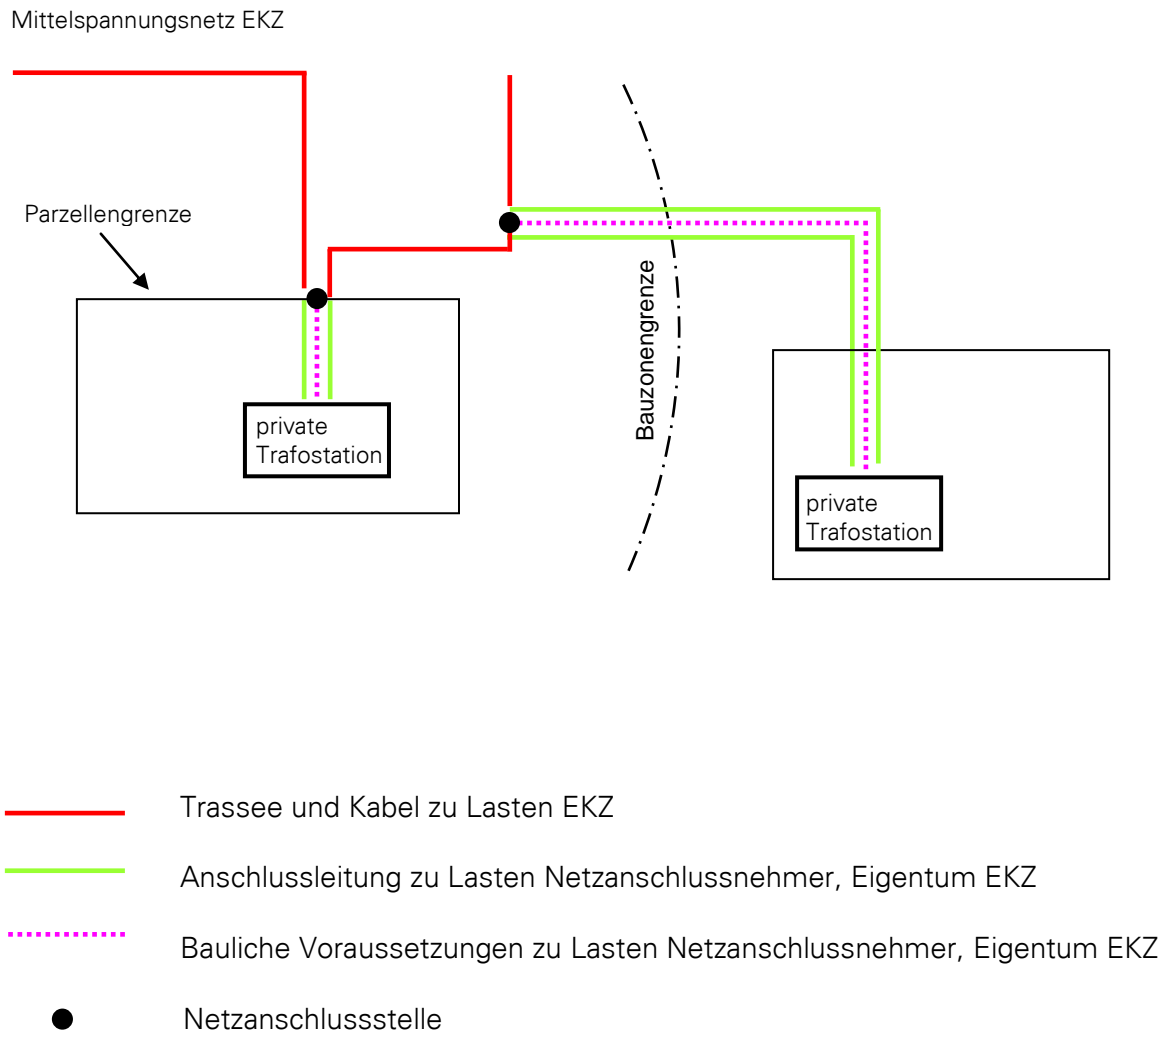 Mittelspannungsnetz EKZ
Parzellengrenze
Bauzonengrenze
private
Trafostation
private
Trafostation
Trassee und Kabel zu Lasten EKZ
Anschlussleitung zu Lasten Netzanschlussnehmer, Eigentum EKZ
Bauliche Voraussetzungen zu Lasten Netzanschlussnehmer, Eigentum EKZ
Netzanschlussstelle